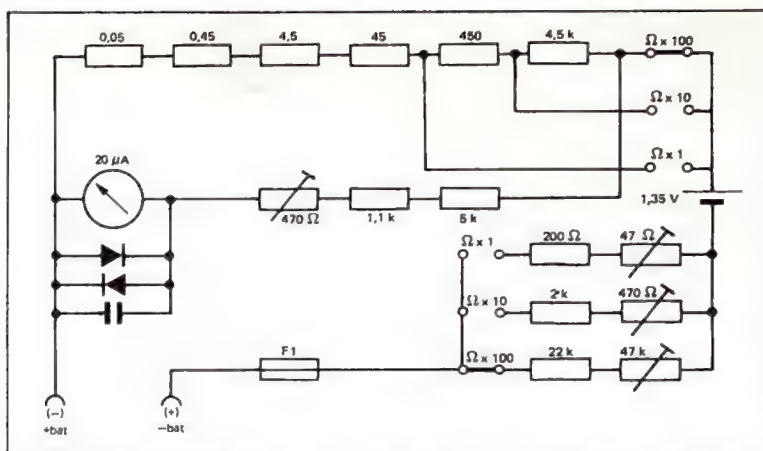 0,05 0,45 4,5 45 450 4,5 k Ω x 100
Ω x 10
20 μA
Ω x 1
1,35 V
470 Ω 1,1 k 5 k
Ω x 1 200 Ω 47 Ω
Ω x 10 2 k 470 Ω
F1 Ω x 100 22 k 47 k
(−) (+)
+bat −bat